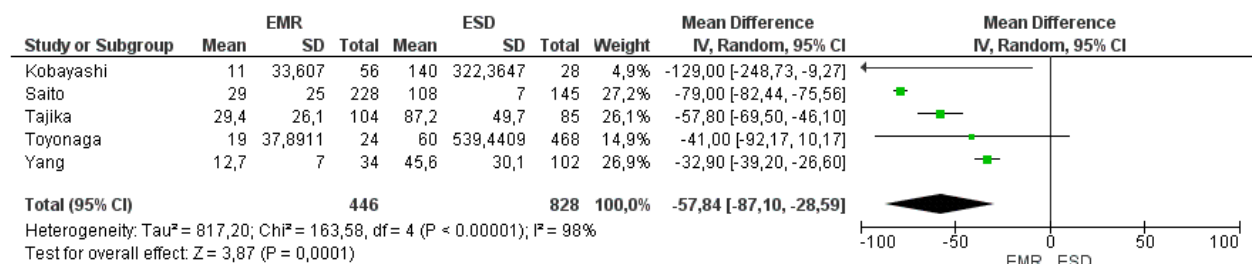 EMR ESD Mean Difference Mean Difference
Study or Subgroup Mean SD Total Mean SD Total Weight IV, Random, 95% CI IV, Random, 95% CI
Kobayashi 11 33,607 56 140 322,3647 28 4,9% -129,00 [-248,73, -9,27]
Saito 29 25 228 108 7 145 27,2% -79,00 [-82,44, -75,56]
Tajika 29,4 26,1 104 87,2 49,7 85 26,1% -57,80 [-69,50, -46,10]
Toyonaga 19 37,8911 24 60 539,4409 468 14,9% -41,00 [-92,17, 10,17]
Yang 12,7 7 34 45,6 30,1 102 26,9% -32,90 [-39,20, -26,60]
Total (95% CI) 446 828 100,0% -57,84 [-87,10, -28,59]
Heterogeneity: Tau² = 817,20; Chi² = 163,58, df = 4 (P < 0.00001); I² = 98%
Test for overall effect: Z = 3,87 (P = 0,0001)
-100 -50 0 50 100
EMR ESD